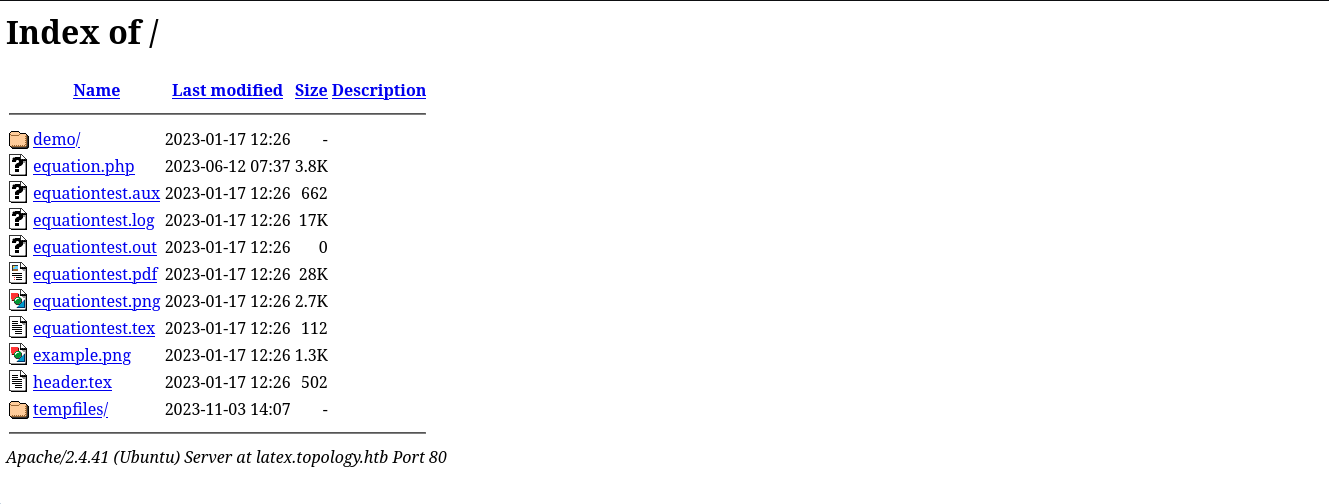 Index of /
Name Last modified Size Description
demo/ 2023-01-17 12:26 -
equation.php 2023-06-12 07:37 3.8K
equationtest.aux 2023-01-17 12:26 662
equationtest.log 2023-01-17 12:26 17K
equationtest.out 2023-01-17 12:26 0
equationtest.pdf 2023-01-17 12:26 28K
equationtest.png 2023-01-17 12:26 2.7K
equationtest.tex 2023-01-17 12:26 112
example.png 2023-01-17 12:26 1.3K
header.tex 2023-01-17 12:26 502
tempfiles/ 2023-11-03 14:07 -
Apache/2.4.41 (Ubuntu) Server at latex.topology.htb Port 80